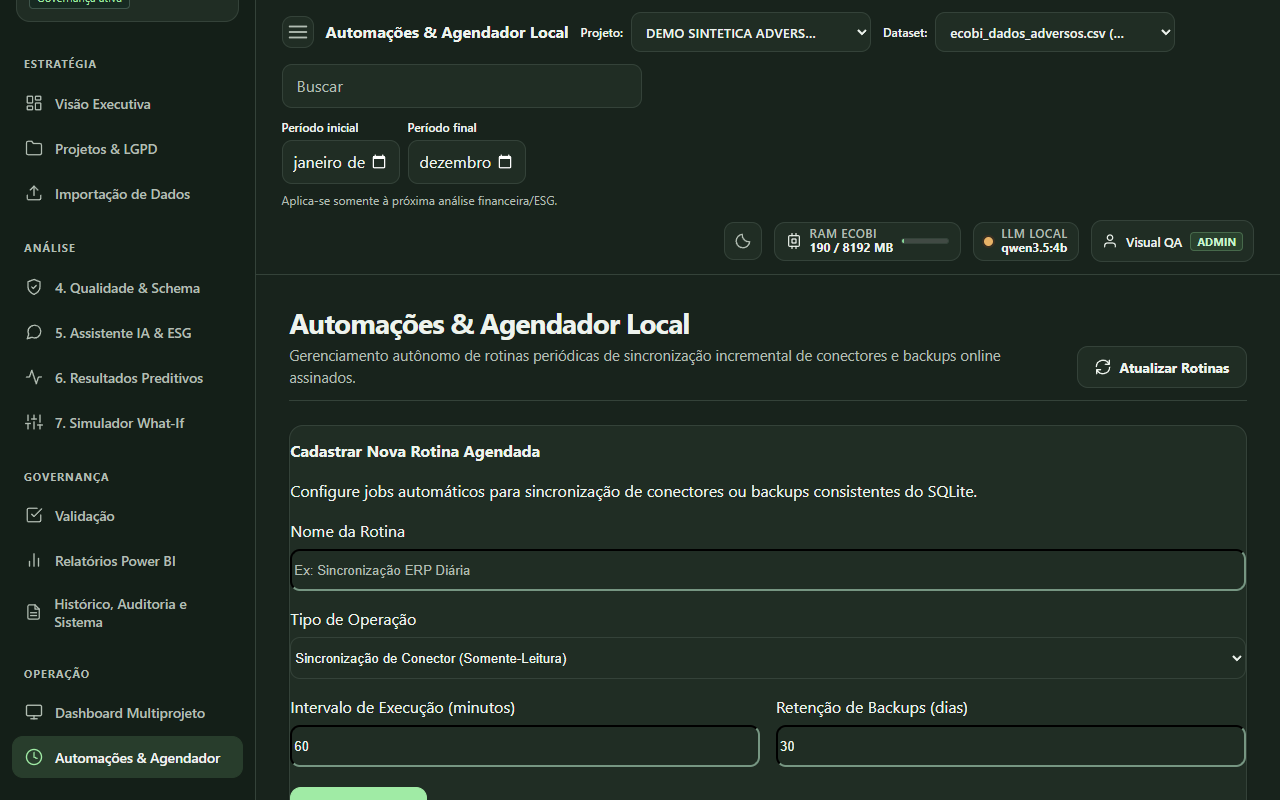 Governança ativa
ESTRATÉGIA
Visão Executiva
Projetos & LGPD
Importação de Dados
ANÁLISE
4. Qualidade & Schema
5. Assistente IA & ESG
6. Resultados Preditivos
7. Simulador What-If
GOVERNANÇA
Validação
Relatórios Power BI
Histórico, Auditoria e
Sistema
OPERAÇÃO
Dashboard Multiprojeto
Automações & Agendador
Automações & Agendador Local
Projeto:
DEMO SINTETICA ADVERS...
Dataset:
ecobi_dados_adversos.csv (...
Buscar
Período inicial
Período final
janeiro de
dezembro
Aplica-se somente à próxima análise financeira/ESG.
RAM ECOBI
190 / 8192 MB
LLM LOCAL
qwen3.5:4b
Visual QA
ADMIN
Automações & Agendador Local
Gerenciamento autônomo de rotinas periódicas de sincronização incremental de conectores e backups online
assinados.
Atualizar Rotinas
Cadastrar Nova Rotina Agendada
Configure jobs automáticos para sincronização de conectores ou backups consistentes do SQLite.
Nome da Rotina
Ex: Sincronização ERP Diária
Tipo de Operação
Sincronização de Conector (Somente-Leitura)
Intervalo de Execução (minutos)
Retenção de Backups (dias)
60
30